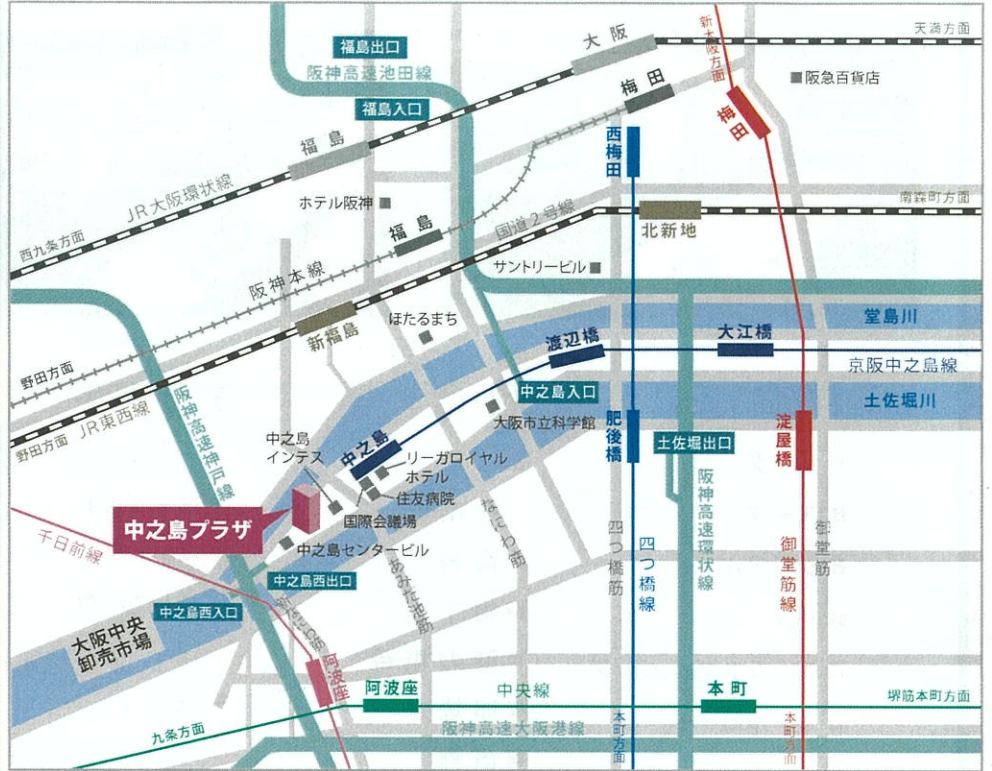 福島出口
阪神高速池田線
福島入口
大阪
新大阪方面
天満方面
梅田
阪急百貨店
梅田
西梅田
福島
JR大阪環状線
西九条方面
ホテル阪神
福島
国道2号線
北新地
南森町方面
阪神本線
サントリービル
新福島
ほたるまち
渡辺橋
大江橋
堂島川
京阪中之島線
野田方面
JR東西線
野田方面
阪神高速神戸線
中之島入口
土佐堀川
大阪市立科学館
肥後橋
土佐堀出口
淀屋橋
中之島
インテス
中之島
リーガロイヤル
ホテル
住友病院
国際会議場
中之島プラザ
千日前線
中之島センタービル
なにわ筋
あみだ池筋
新なにわ筋
四つ橋筋
四つ橋線
阪神高速環状線
御堂筋線
御堂筋
中之島西出口
中之島西入口
大阪中央
卸売市場
阿波座
阿波座
中央線
本町
堺筋本町方面
九条方面
阪神高速大阪港線
本町方面
本町方面